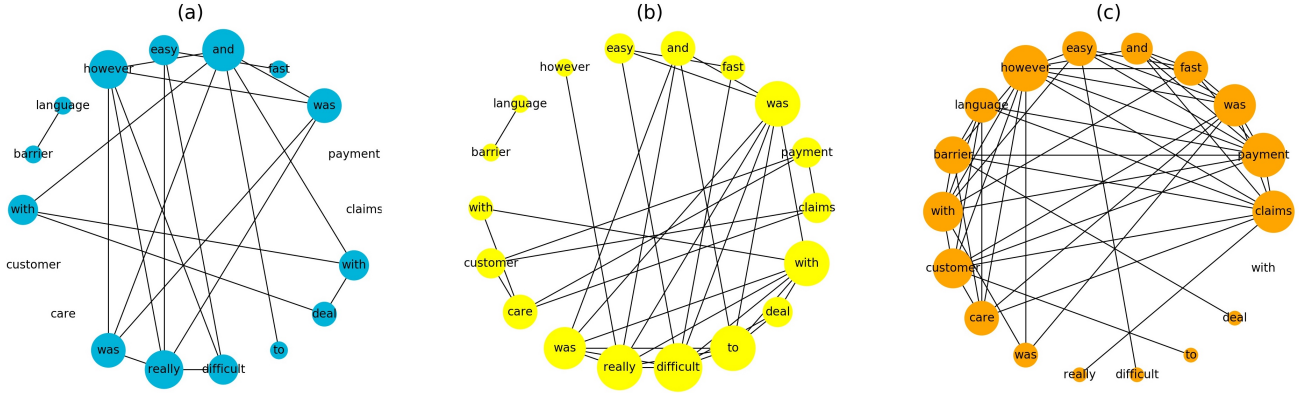 (a)
easy
and
however
fast
language
was
barrier
payment
with
claims
customer
with
care
deal
was
to
really
difficult
(b)
easy
and
however
fast
language
was
barrier
payment
with
claims
customer
with
care
deal
was
to
really
difficult
(c)
easy
and
however
fast
language
was
barrier
payment
with
claims
customer
with
care
deal
was
to
really
difficult